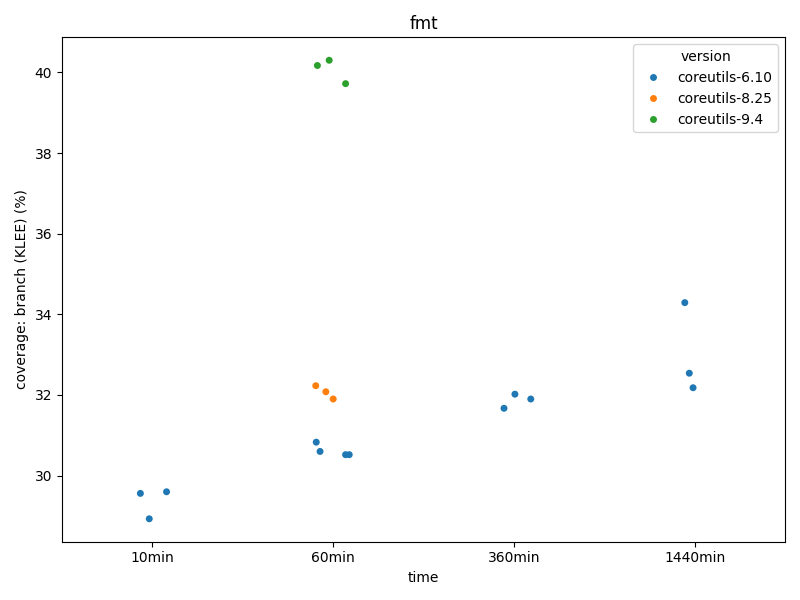 fmt
version
coreutils-6.10
coreutils-8.25
coreutils-9.4
coverage: branch (KLEE) (%)
40
38
36
34
32
30
10min
60min
360min
1440min
time